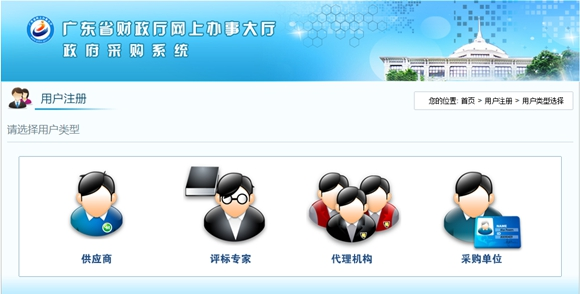 广东省财政厅网上办事大厅
政府采购系统
用户注册
您的位置: 首页 > 用户注册 > 用户类型选择
请选择用户类型
供应商
评标专家
代理机构
采购单位